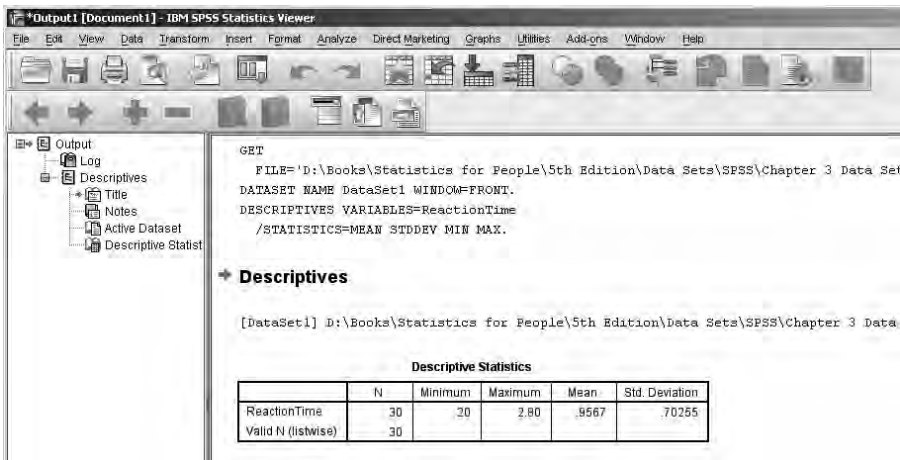 *Output1 [Document1] - IBM SPSS Statistics Viewer
File Edit View Data Transform Insert Format Analyze Direct Marketing Graphs Utilities Add-ons Window Help
Output
Log
Descriptives
Title
Notes
Active Dataset
Descriptive Statist
GET
FILE='D:\Books\Statistics for People\5th Edition\Data Sets\SPSS\Chapter 3 Data Set
DATASET NAME DataSet1 WINDOW=FRONT.
DESCRIPTIVES VARIABLES=ReactionTime
/STATISTICS=MEAN STDDEV MIN MAX.
Descriptives
[DataSet1] D:\Books\Statistics for People\5th Edition\Data Sets\SPSS\Chapter 3 Data
Descriptive Statistics
N Minimum Maximum Mean Std. Deviation
ReactionTime 30 .20 2.80 .9567 .70255
Valid N (listwise) 30